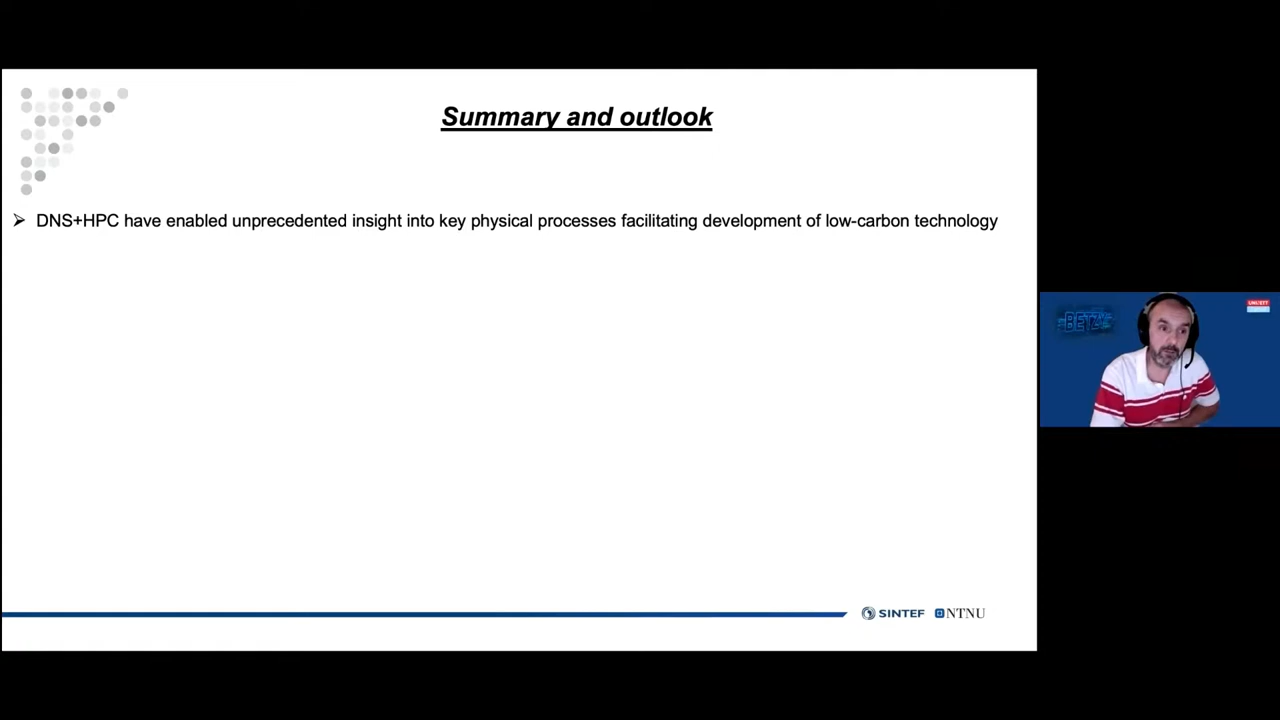 Summary and outlook
DNS+HPC have enabled unprecedented insight into key physical processes facilitating development of low-carbon technology
BETZY
SINTEF NTNU